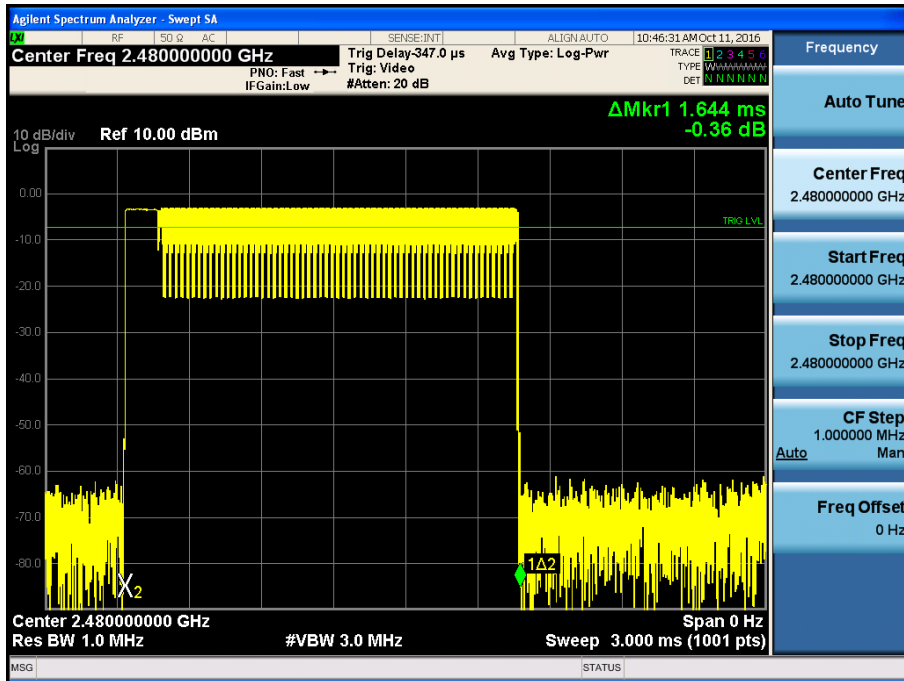 Agilent Spectrum Analyzer - Swept SA
LXI RF 50 Ω AC SENSE:INT ALIGN AUTO 10:46:31 AM Oct 11, 2016
Center Freq 2.480000000 GHz
PNO: Fast
IFGain:Low
Trig Delay-347.0 µs
Trig: Video
#Atten: 20 dB
Avg Type: Log-Pwr
TRACE 1 2 3 4 5 6
TYPE WWWWWW
DET N N N N N N
ΔMkr1 1.644 ms
-0.36 dB
10 dB/div Ref 10.00 dBm
Log
0.00
TRIG LVL
-10.0
-20.0
-30.0
-40.0
-50.0
-60.0
-70.0
-80.0
1Δ2
X2
Center 2.480000000 GHz Span 0 Hz
Res BW 1.0 MHz #VBW 3.0 MHz Sweep 3.000 ms (1001 pts)
MSG STATUS
Frequency
Auto Tune
Center Freq
2.480000000 GHz
Start Freq
2.480000000 GHz
Stop Freq
2.480000000 GHz
CF Step
1.000000 MHz
Auto Man
Freq Offset
0 Hz